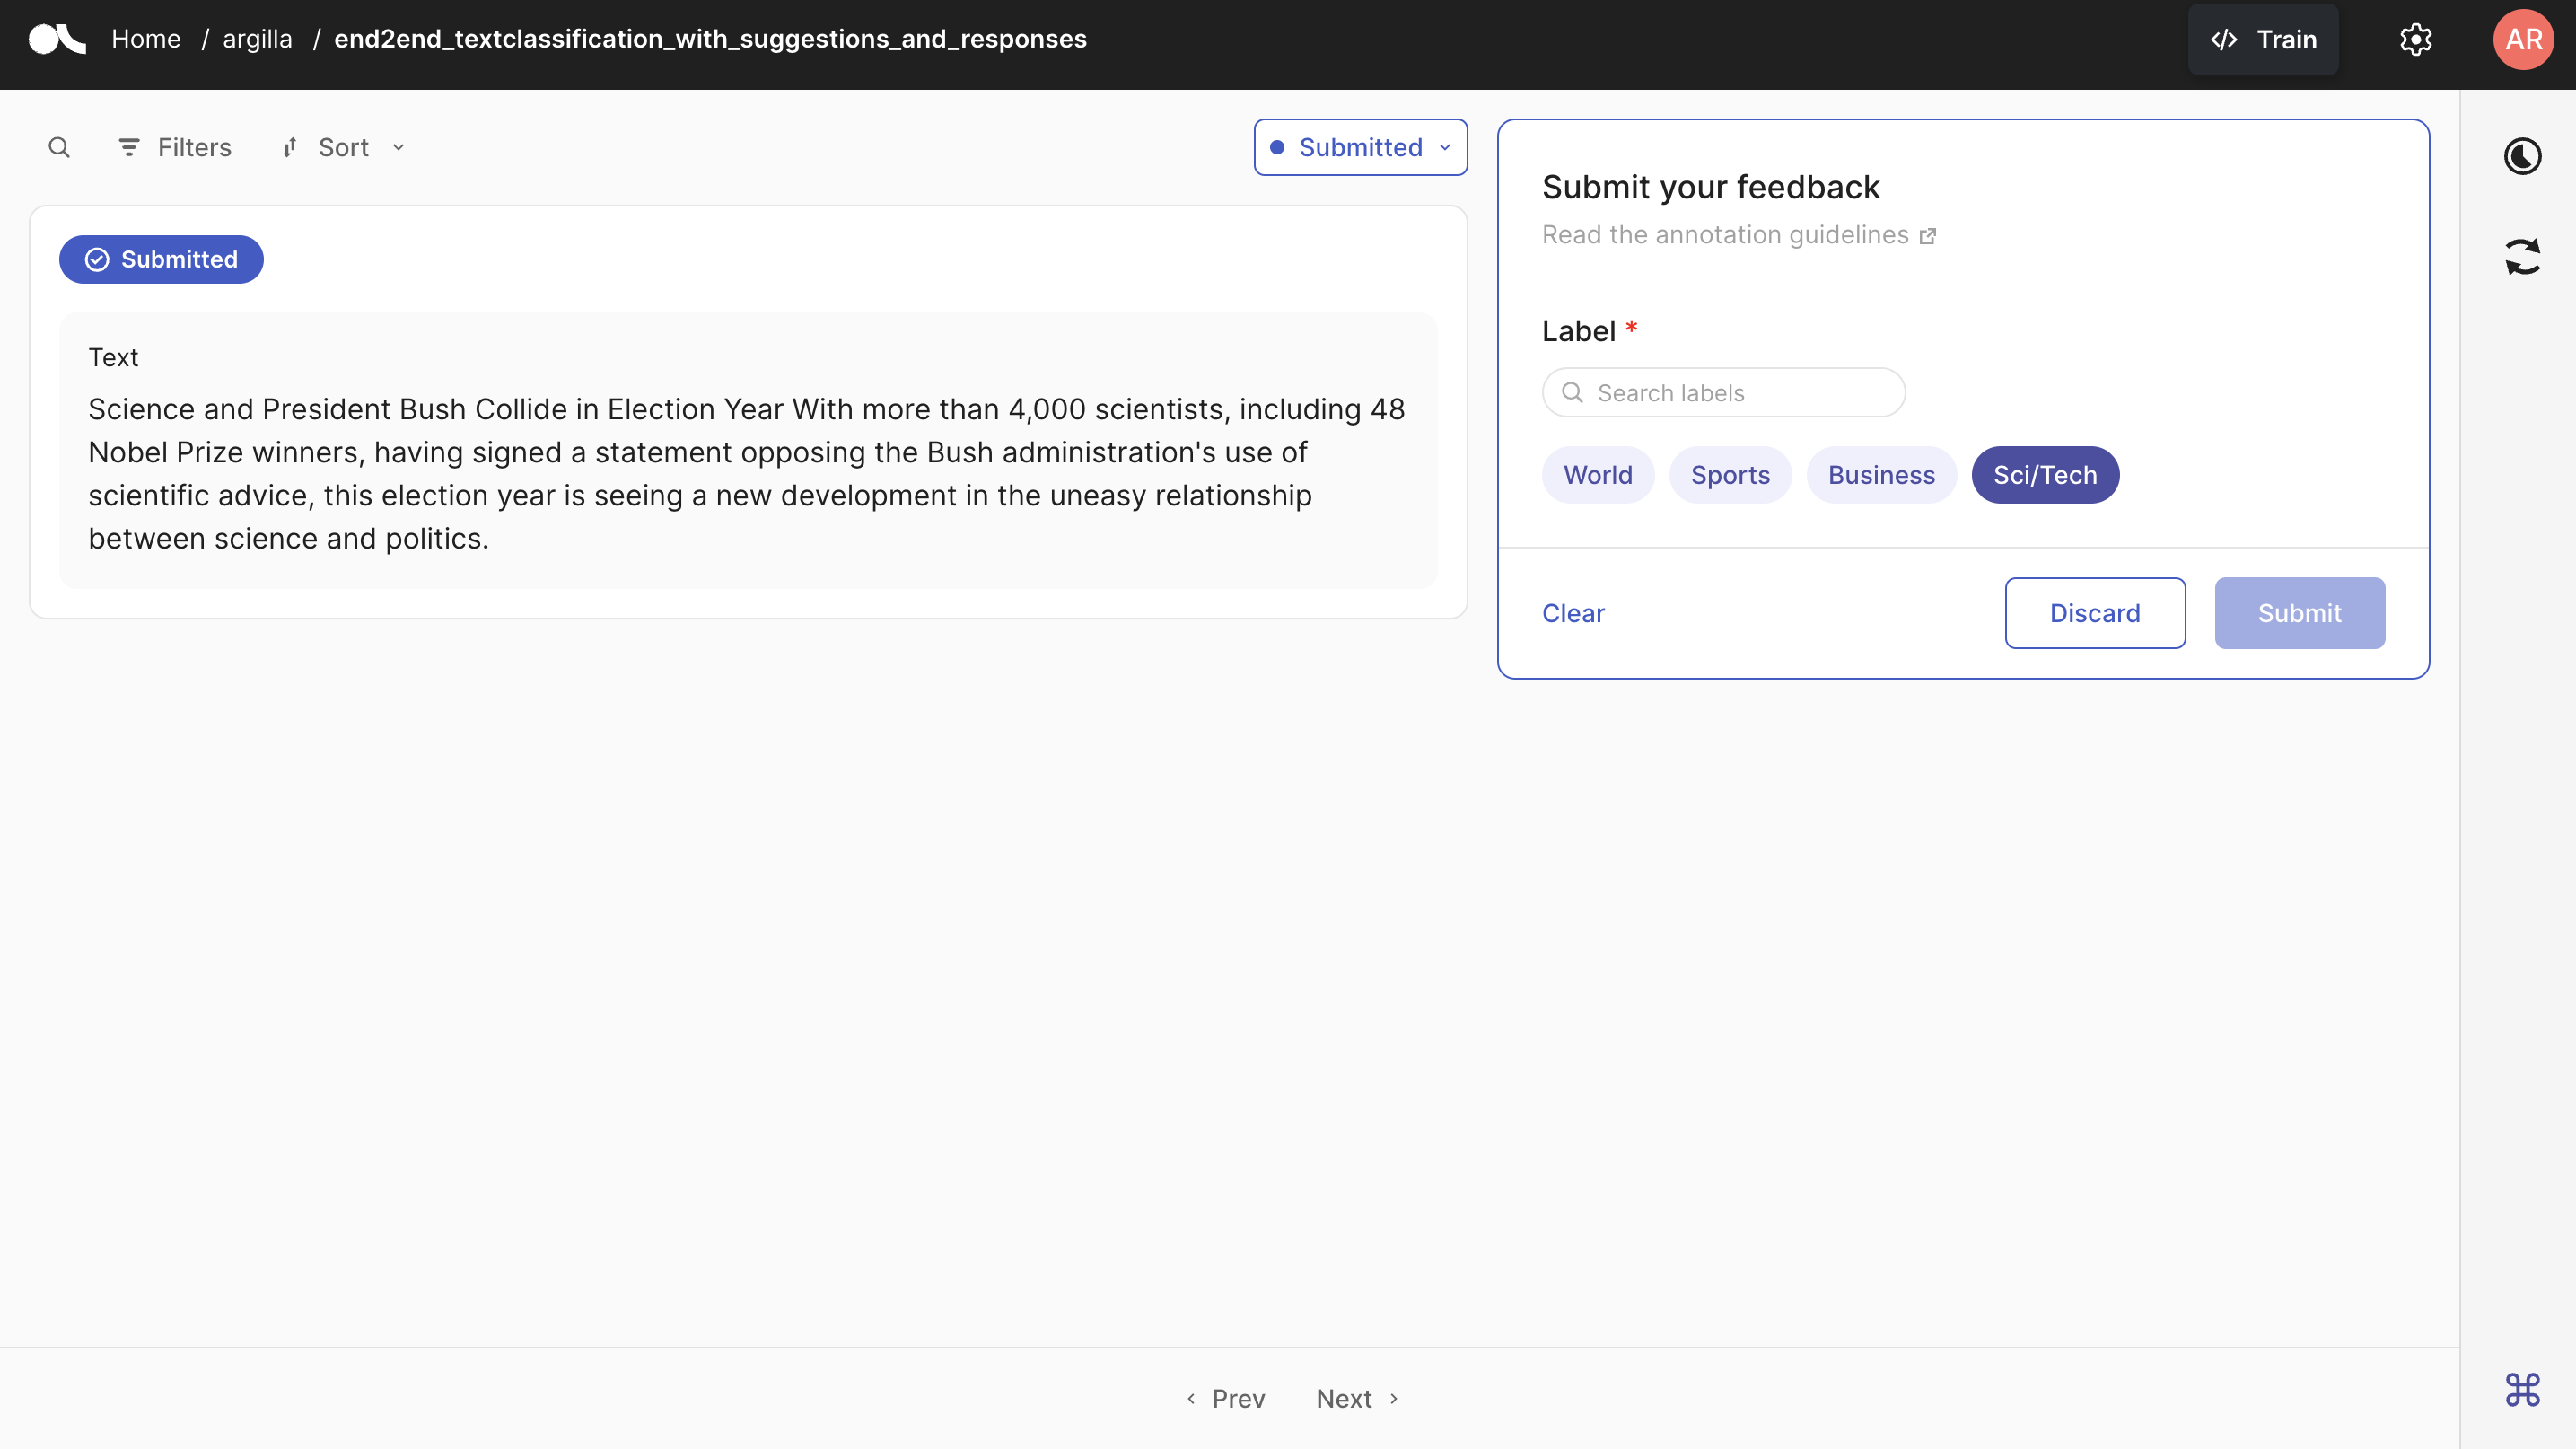 Home / argilla / end2end_textclassification_with_suggestions_and_responses
</> Train
AR
Filters
Sort
Submitted
Submitted
Text
Science and President Bush Collide in Election Year With more than 4,000 scientists, including 48
Nobel Prize winners, having signed a statement opposing the Bush administration's use of
scientific advice, this election year is seeing a new development in the uneasy relationship
between science and politics.
Submit your feedback
Read the annotation guidelines
Label *
Search labels
World Sports Business Sci/Tech
Clear Discard Submit
Prev Next